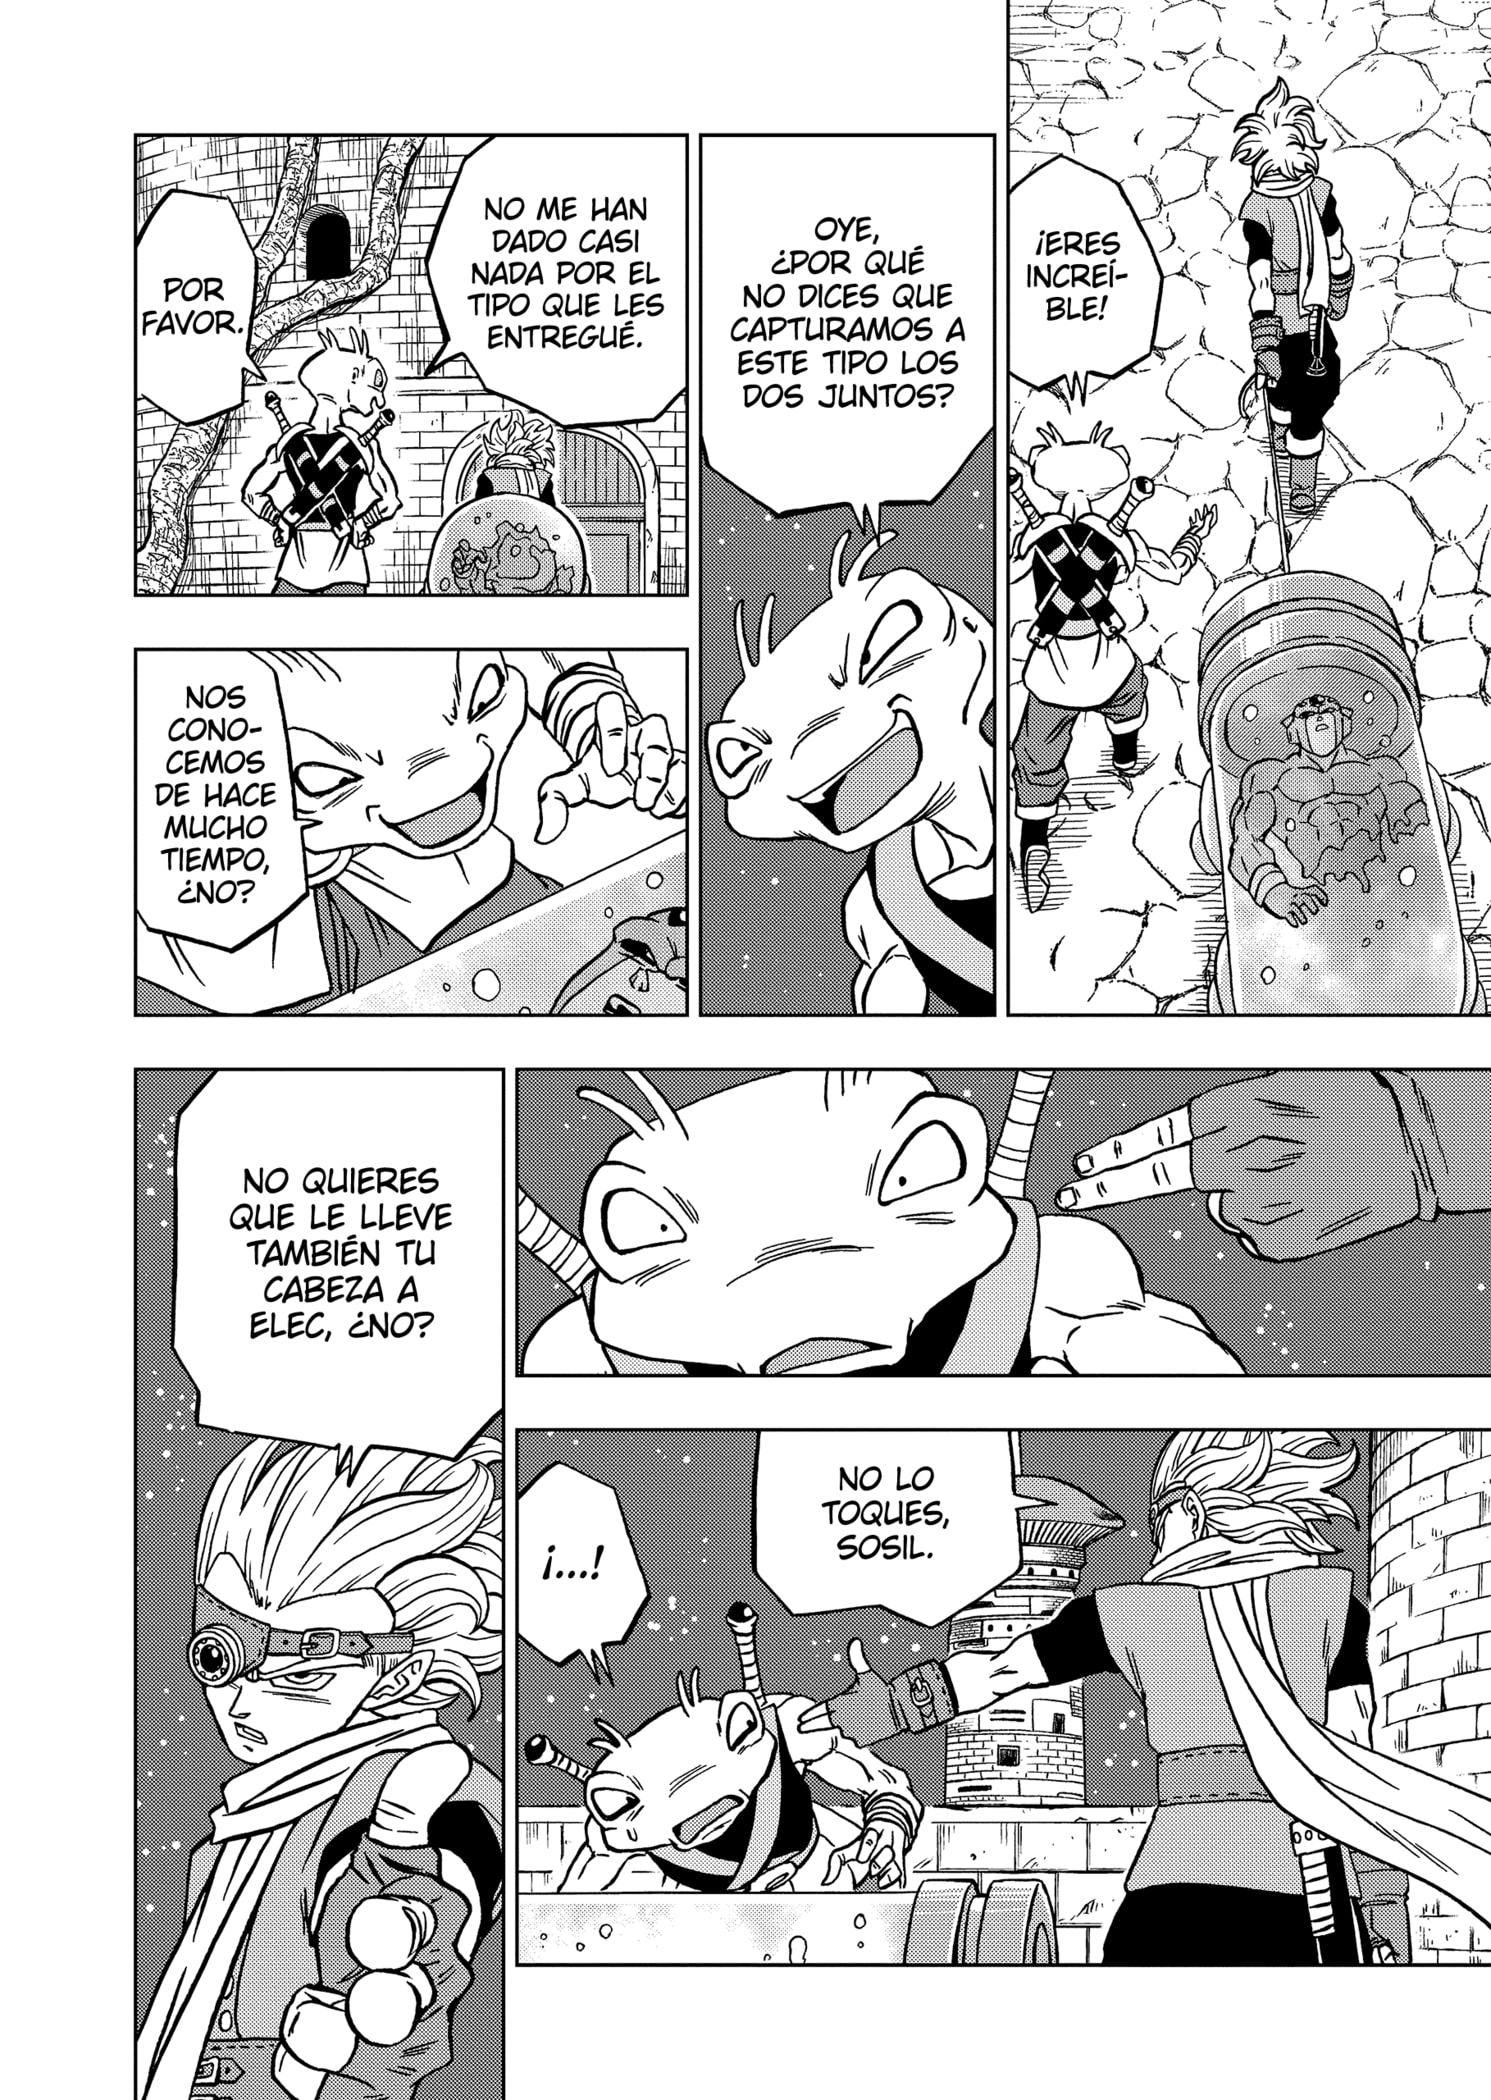 ¡ERES
INCREÍ-
BLE!
OYE,
¿POR QUÉ
NO DICES QUE
CAPTURAMOS A
ESTE TIPO LOS
DOS JUNTOS?
NO ME HAN
DADO CASI
NADA POR EL
TIPO QUE LES
ENTREGUÉ.
POR
FAVOR.
NOS
CONO-
CEMOS
DE HACE
MUCHO
TIEMPO,
¿NO?
NO LO
TOQUES,
SOSIL.
¡...!
NO QUIERES
QUE LE LLEVE
TAMBIÉN TU
CABEZA A
ELEC, ¿NO?